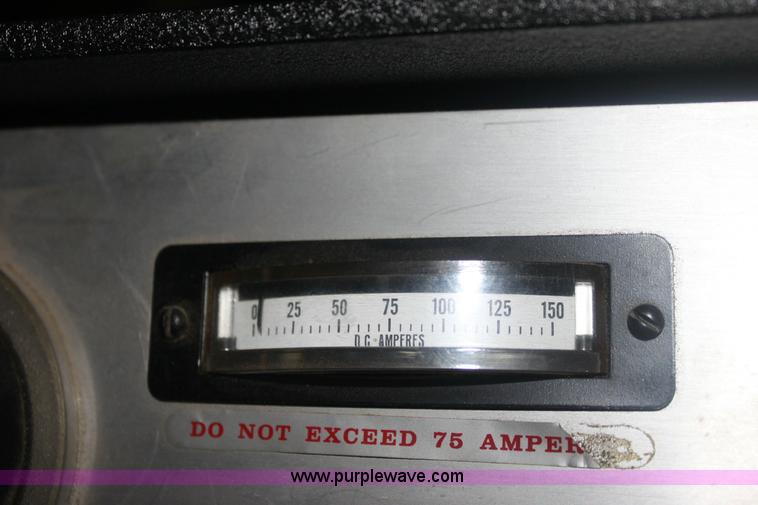 0 25 50 75 100 125 150
D.C. AMPERES
DO NOT EXCEED 75 AMPER
www.purplewave.com